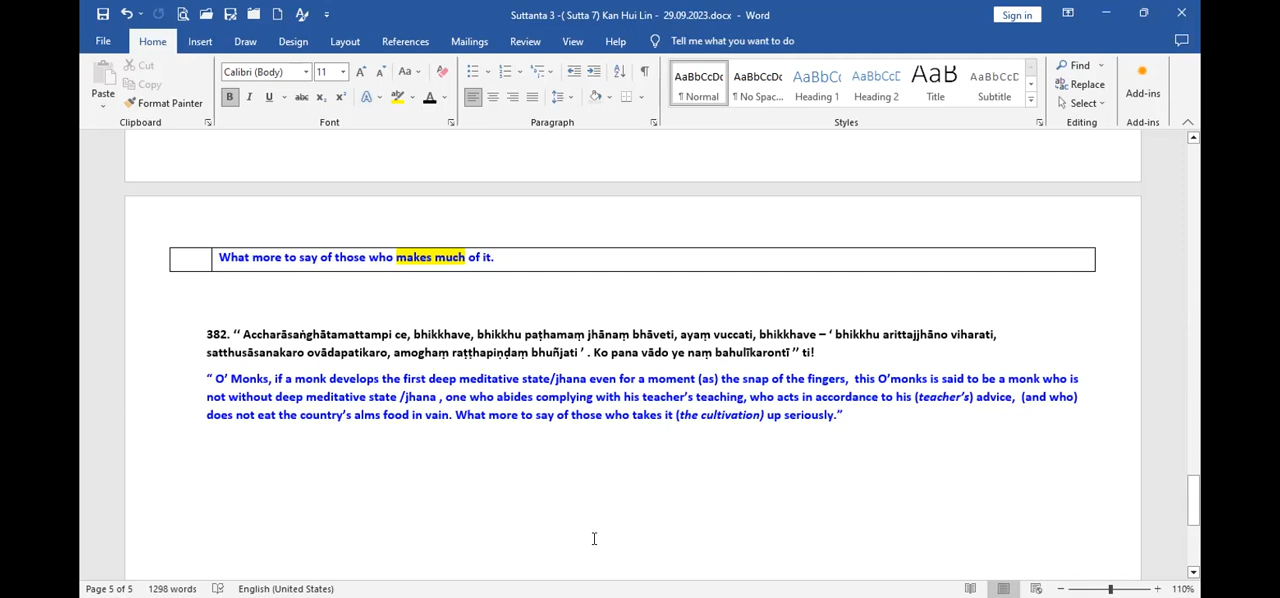 Suttanta 3 -( Sutta 7) Kan Hui Lin - 29.09.2023.docx - Word
Sign in
File Home Insert Draw Design Layout References Mailings Review View Help Tell me what you want to do
Paste
Cut
Copy
Format Painter
Clipboard
Calibri (Body) 11
Font
Paragraph
AaBbCcDc AaBbCcDc AaBbCc AaBbCcC AaB AaBbCcD
¶ Normal ¶ No Spac... Heading 1 Heading 2 Title Subtitle
Styles
Find
Replace
Select
Editing
Add-ins
Add-ins
What more to say of those who makes much of it.
382. ‘‘ Accharāsaṅghātamattampi ce, bhikkhave, bhikkhu paṭhamaṃ jhānaṃ bhāveti, ayaṃ vuccati, bhikkhave – ‘ bhikkhu arittajjhāno viharati,
satthusāsanakaro ovādapatikaro, amoghaṃ raṭṭhapiṇḍaṃ bhuñjati ’ . Ko pana vādo ye naṃ bahulīkarontī ’’ ti!
“ O’ Monks, if a monk develops the first deep meditative state/jhana even for a moment (as) the snap of the fingers, this O’monks is said to be a monk who is
not without deep meditative state /jhana , one who abides complying with his teacher’s teaching, who acts in accordance to his (teacher’s) advice, (and who)
does not eat the country’s alms food in vain. What more to say of those who takes it (the cultivation) up seriously.”
Page 5 of 5 1298 words English (United States) 110%